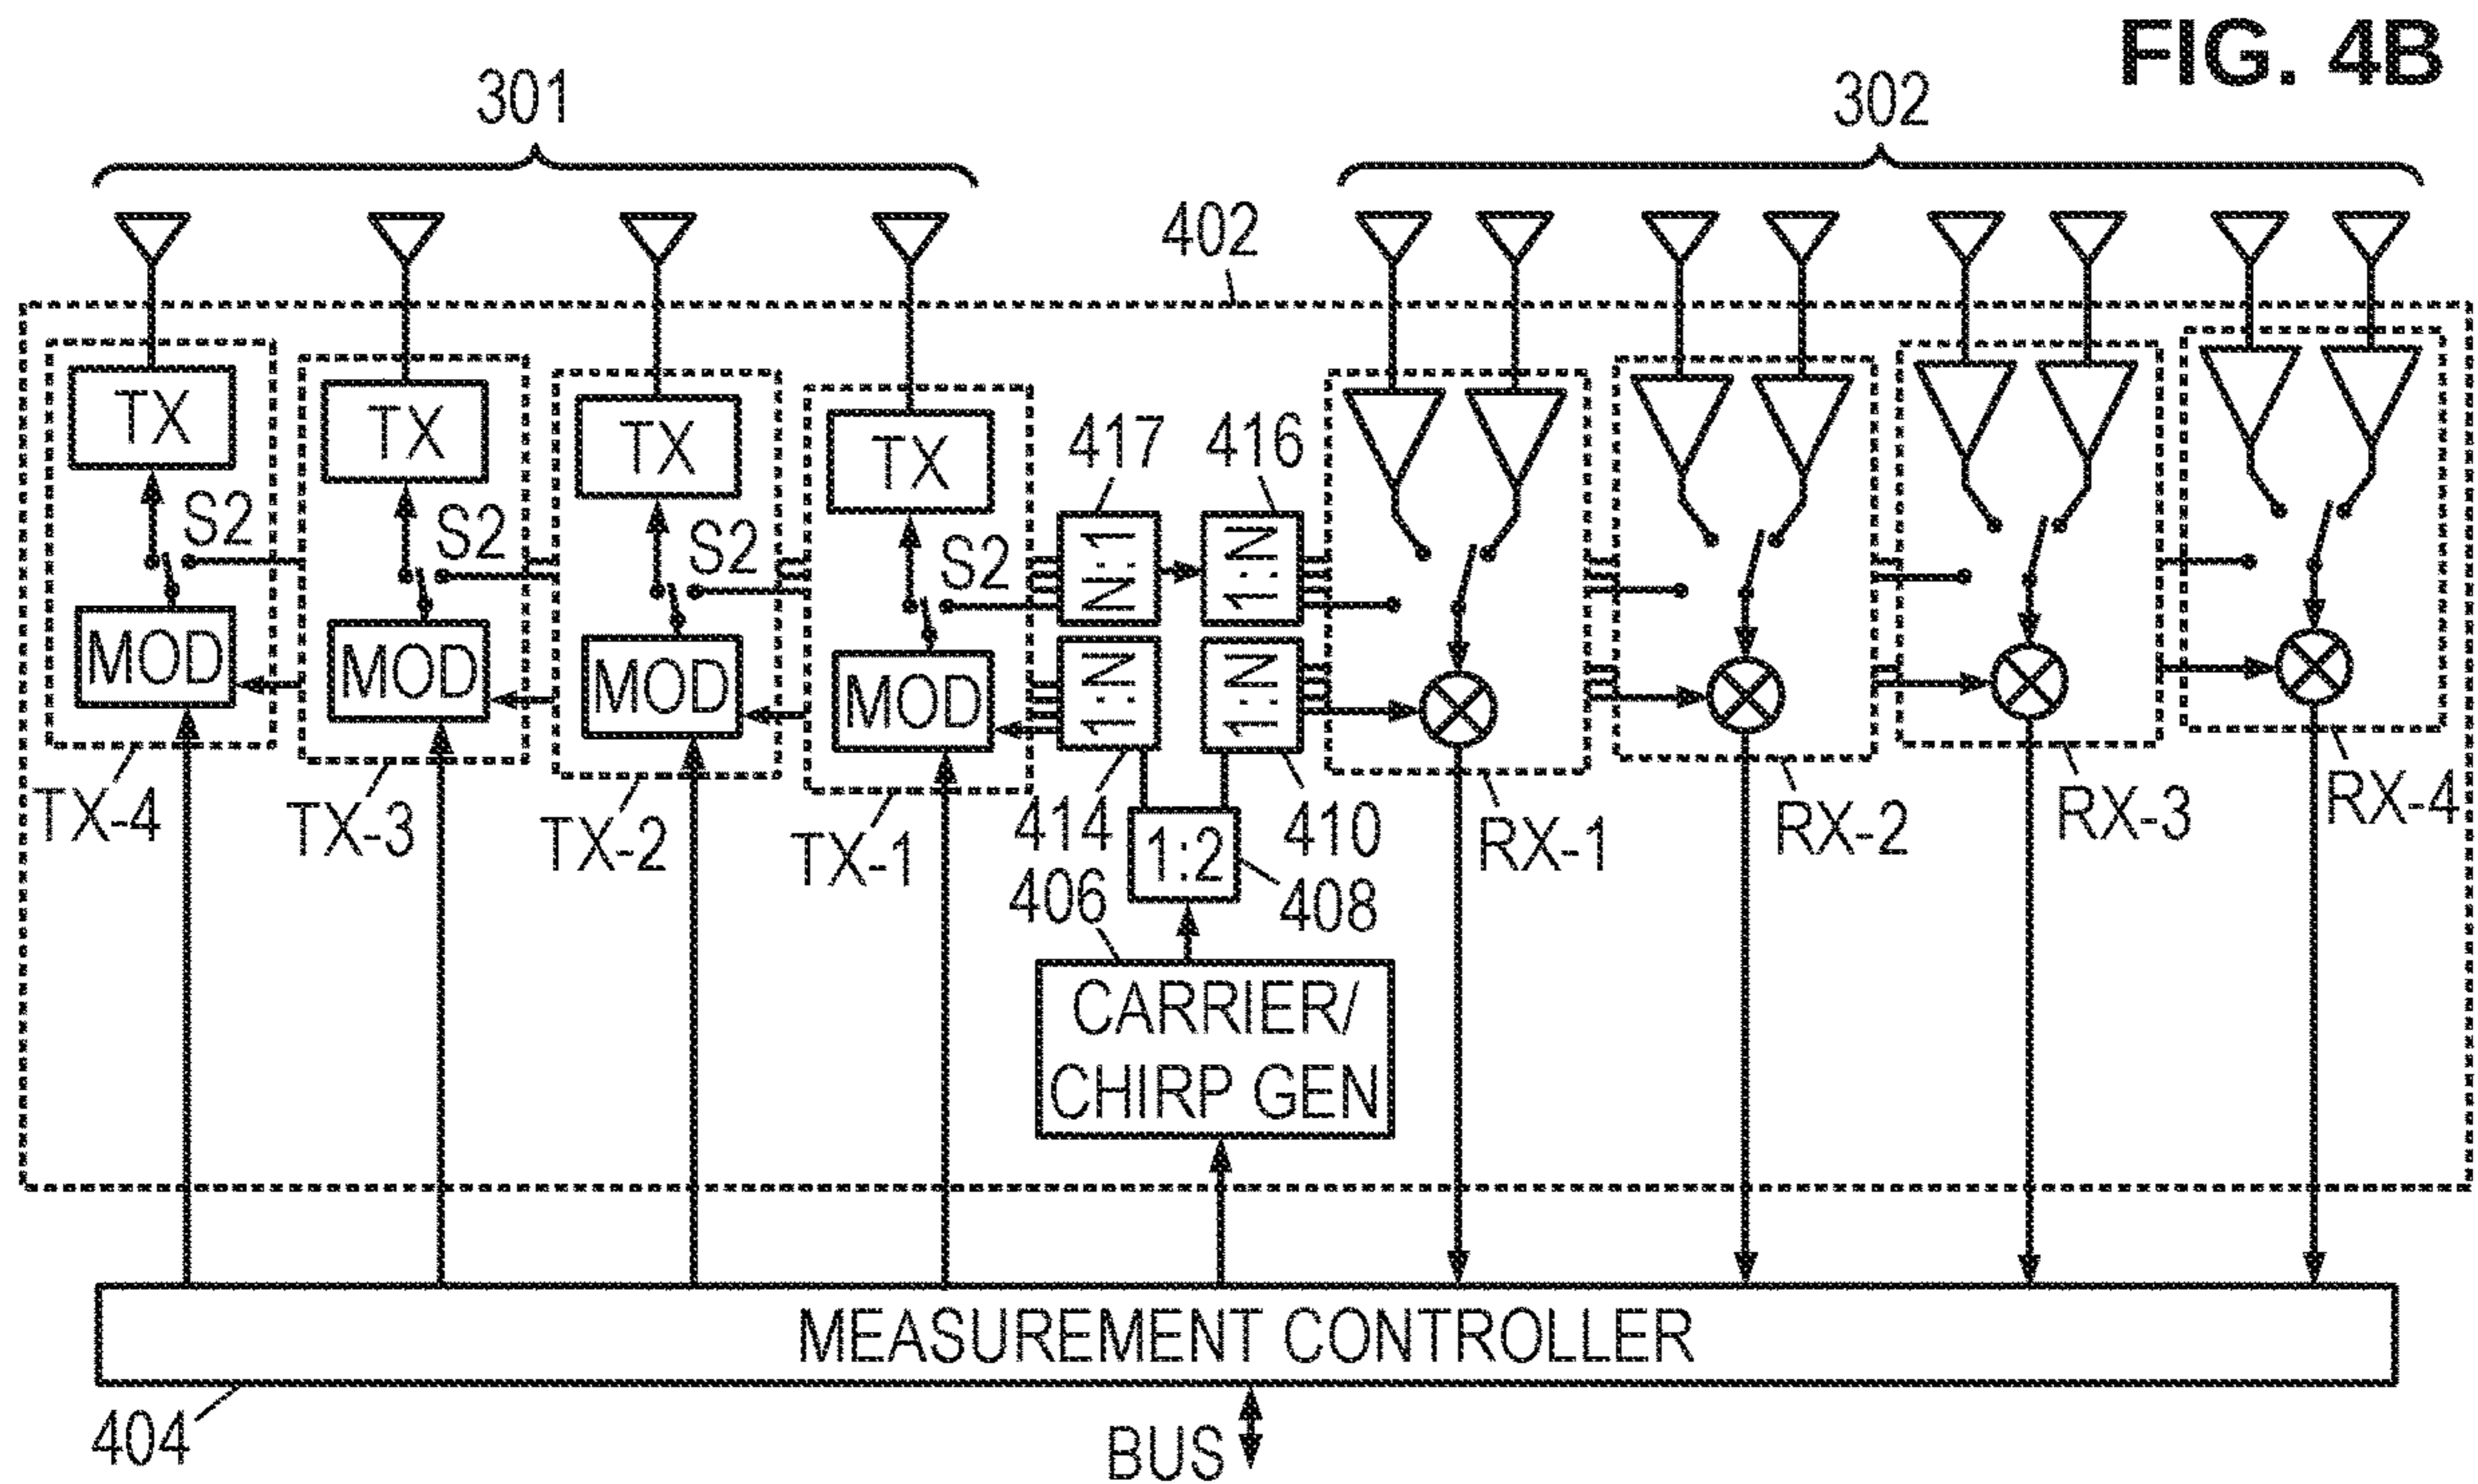 FIG. 4B
301
302
402
TX
TX
TX
TX
417
416
S2
S2
S2
S2
N:1
1:N
MOD
MOD
MOD
MOD
1:N
1:N
TX-4
TX-3
TX-2
TX-1
414
410
RX-1
RX-2
RX-3
RX-4
1:2
406
408
CARRIER/
CHIRP GEN
MEASUREMENT CONTROLLER
404
BUS